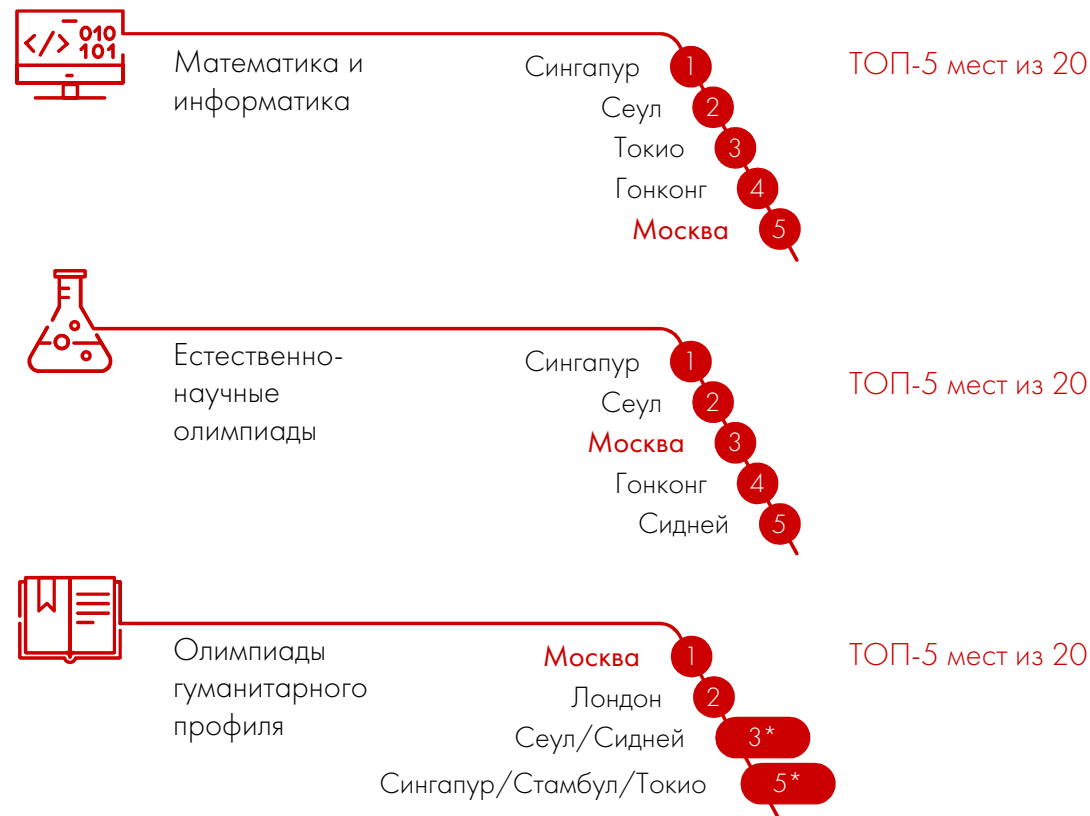 </> 010
101
Математика и
информатика
Сингапур 1
Сеул 2
Токио 3
Гонконг 4
Москва 5
ТОП-5 мест из 20
Естественно-
научные
олимпиады
Сингапур 1
Сеул 2
Москва 3
Гонконг 4
Сидней 5
ТОП-5 мест из 20
Олимпиады
гуманитарного
профиля
Москва 1
Лондон 2
Сеул/Сидней 3*
Сингапур/Стамбул/Токио 5*
ТОП-5 мест из 20